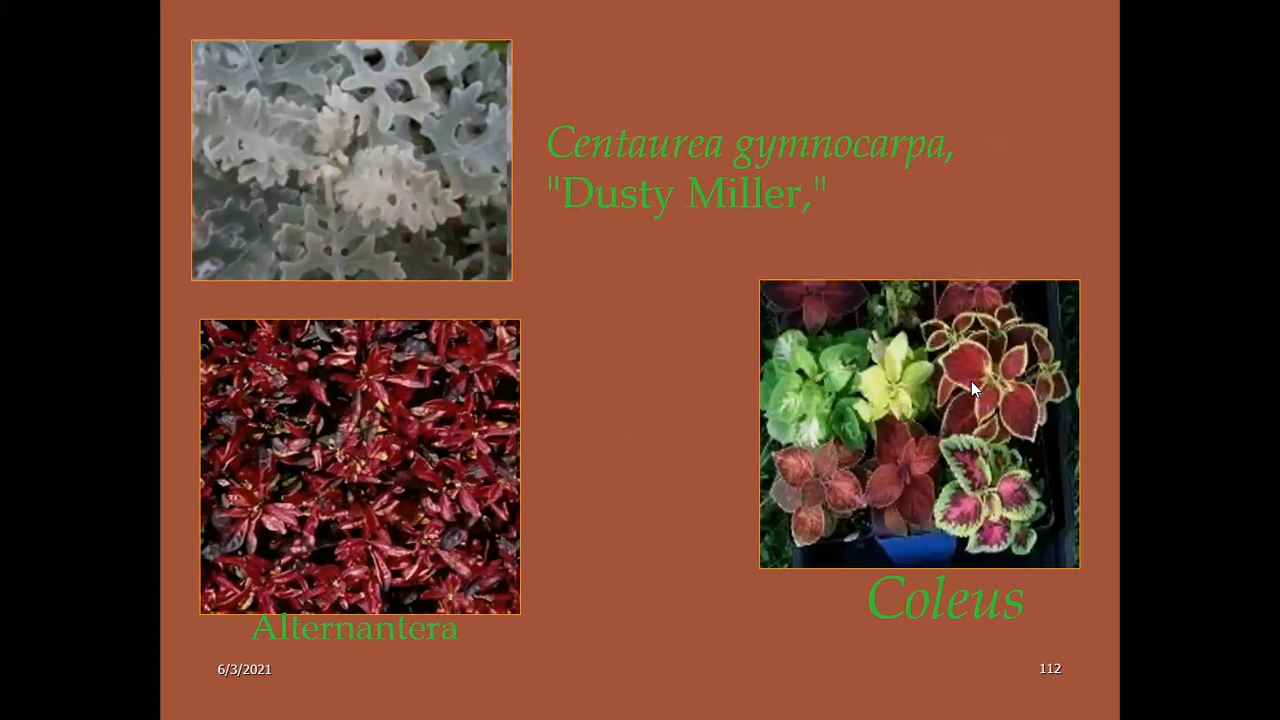 Centaurea gymnocarpa,
"Dusty Miller,"
Coleus
Alternantera
6/3/2021
112